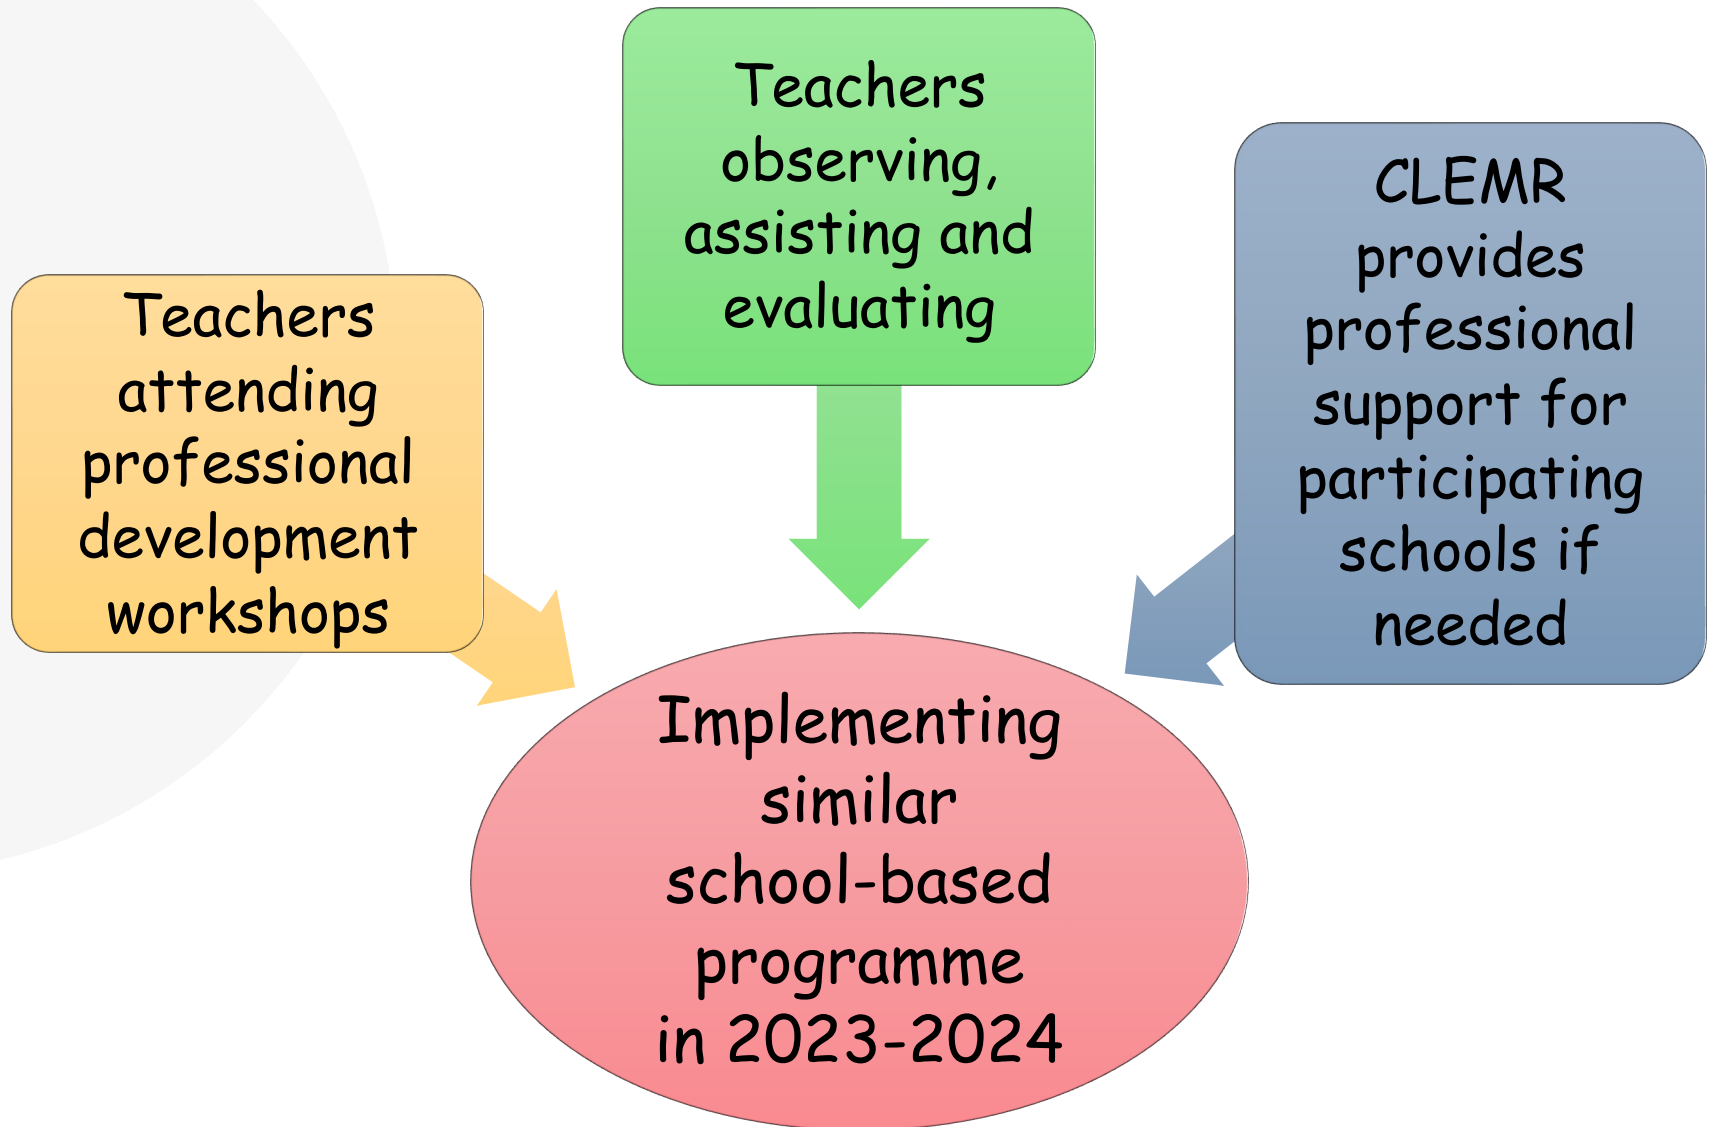 Teachers
attending
professional
development
workshops
Teachers
observing,
assisting and
evaluating
CLEMR
provides
professional
support for
participating
schools if
needed
Implementing
similar
school-based
programme
in 2023-2024